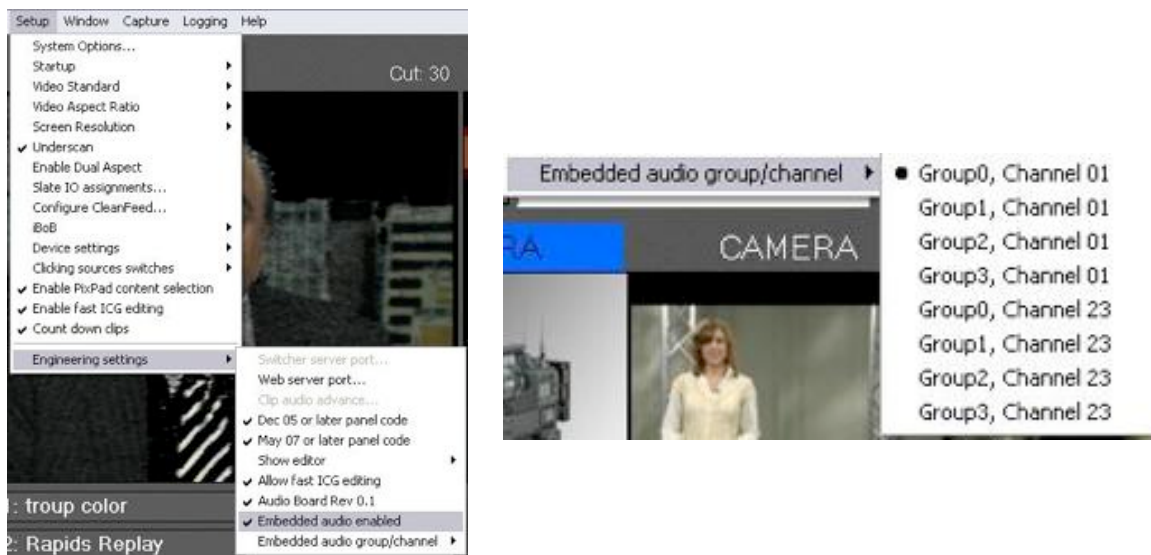 Setup Window Capture Logging Help
System Options...
Startup
Video Standard
Video Aspect Ratio
Screen Resolution
Underscan
Enable Dual Aspect
Slate IO assignments...
Configure CleanFeed...
iBoB
Device settings
Clicking sources switches
Enable PixPad content selection
Enable fast ICG editing
Count down clips
Engineering settings
Cut: 30
Switcher server port...
Web server port...
Clip audio advance...
Dec 05 or later panel code
May 07 or later panel code
Show editor
Allow fast ICG editing
Audio Board Rev 0.1
Embedded audio enabled
Embedded audio group/channel
1: troup color
2: Rapids Replay
Embedded audio group/channel
Group0, Channel 01
Group1, Channel 01
Group2, Channel 01
Group3, Channel 01
Group0, Channel 23
Group1, Channel 23
Group2, Channel 23
Group3, Channel 23
RA
CAMERA